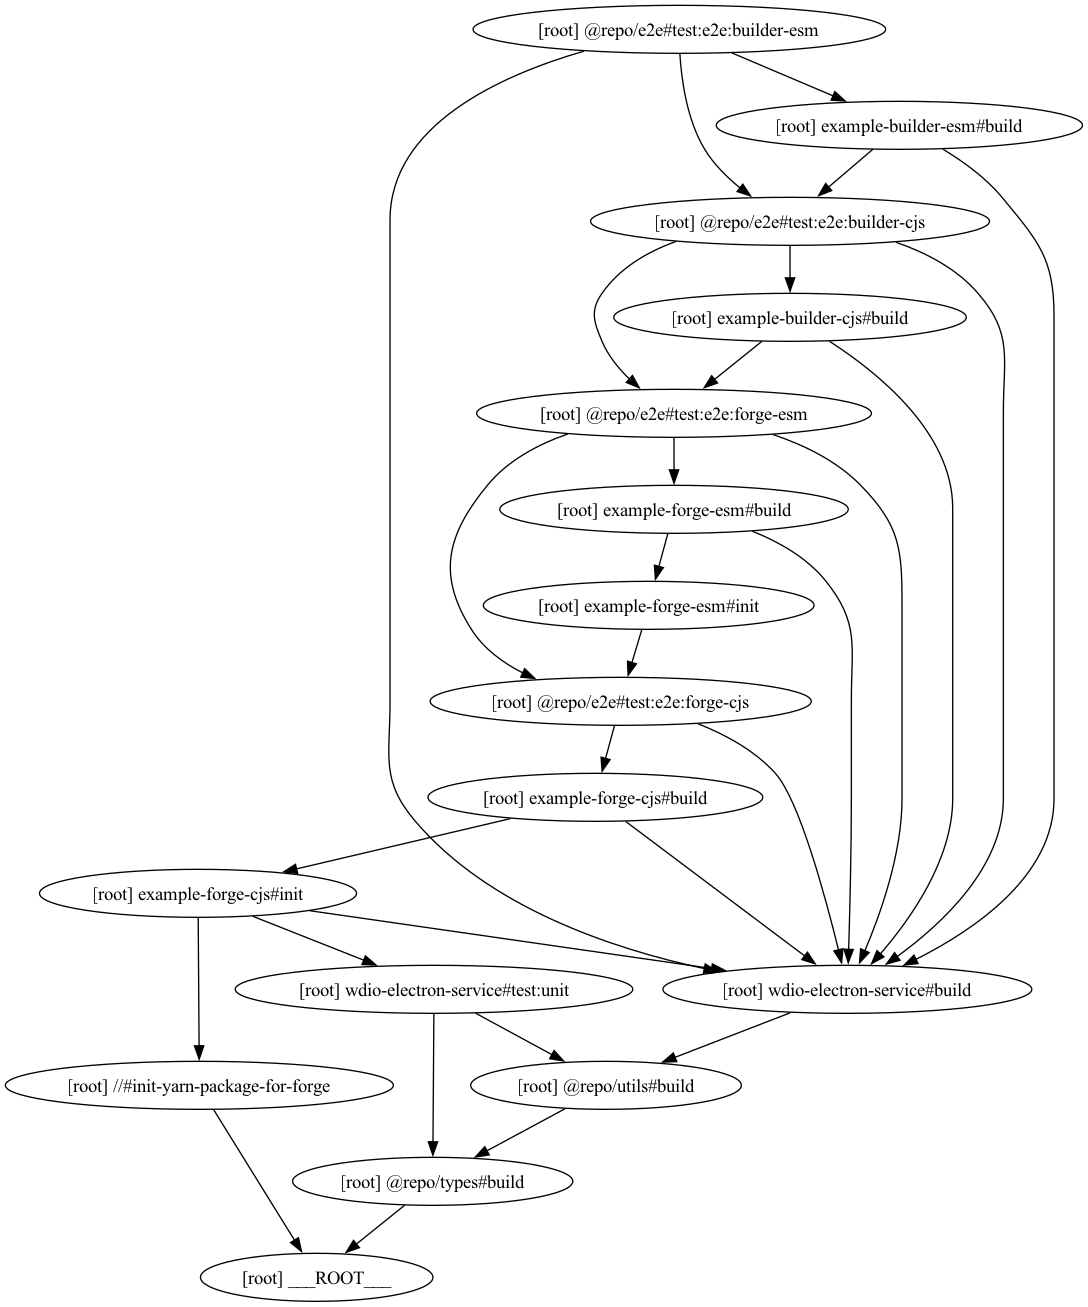 [root] @repo/e2e#test:e2e:builder-esm
[root] example-builder-esm#build
[root] @repo/e2e#test:e2e:builder-cjs
[root] example-builder-cjs#build
[root] @repo/e2e#test:e2e:forge-esm
[root] example-forge-esm#build
[root] example-forge-esm#init
[root] @repo/e2e#test:e2e:forge-cjs
[root] example-forge-cjs#build
[root] example-forge-cjs#init
[root] wdio-electron-service#test:unit
[root] wdio-electron-service#build
[root] //#init-yarn-package-for-forge
[root] @repo/utils#build
[root] @repo/types#build
[root] ___ROOT___